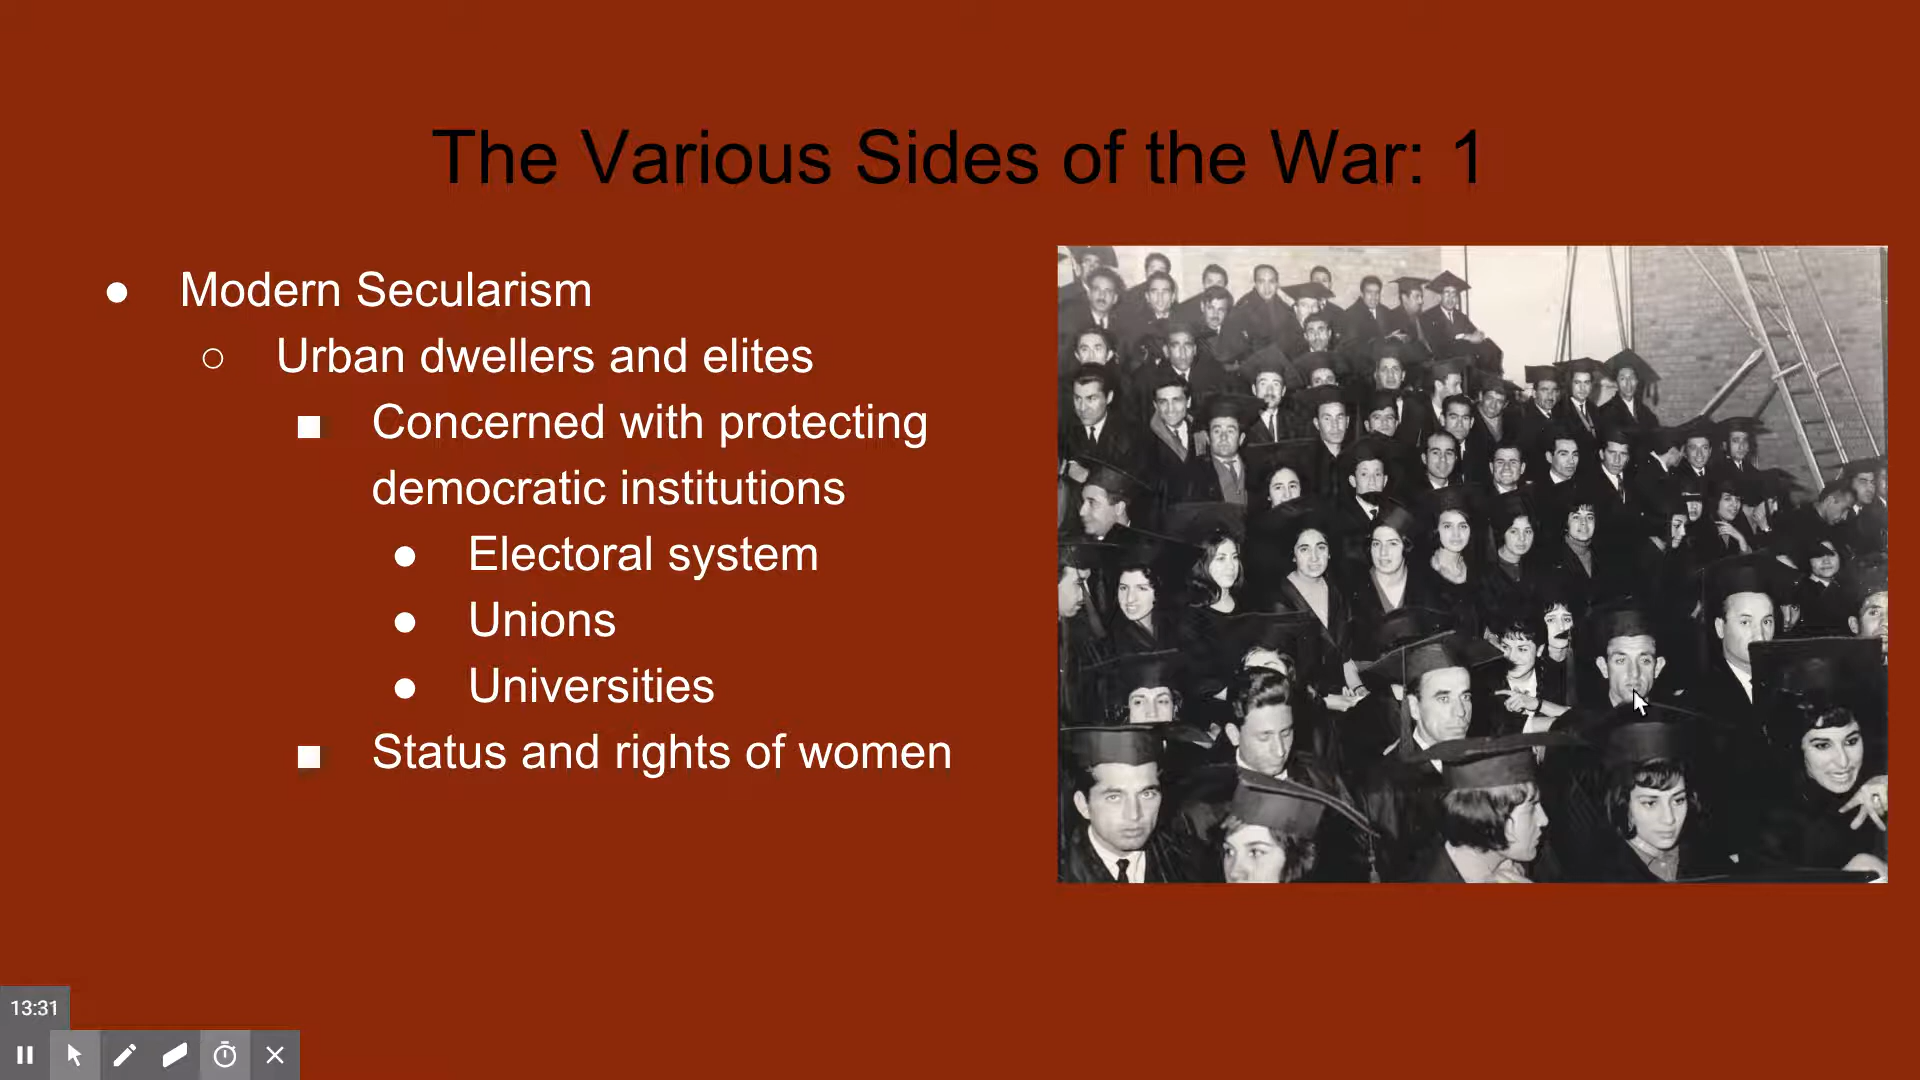 The Various Sides of the War: 1
● Modern Secularism
○ Urban dwellers and elites
■ Concerned with protecting
democratic institutions
● Electoral system
● Unions
● Universities
■ Status and rights of women
13:31